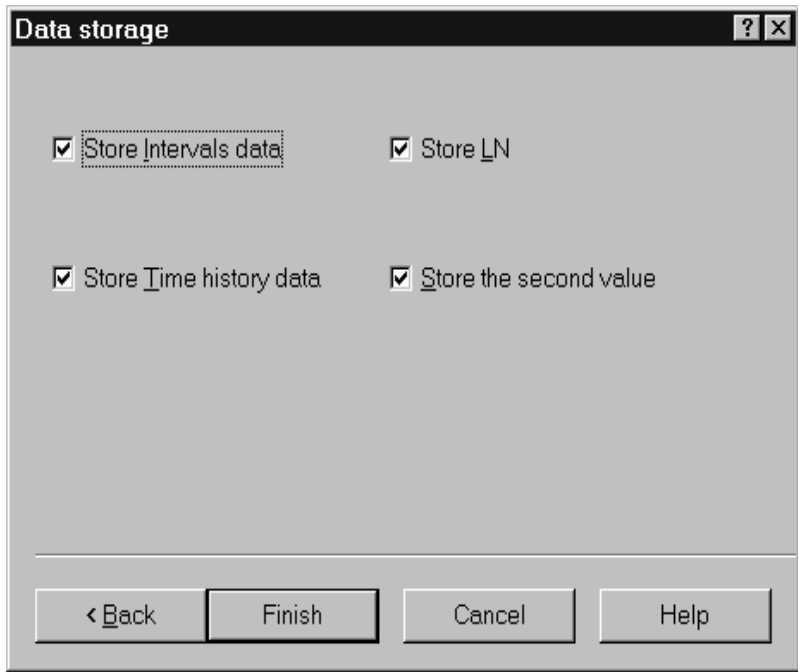 Data storage
Store Intervals data
Store LN
Store Time history data
Store the second value
< Back
Finish
Cancel
Help